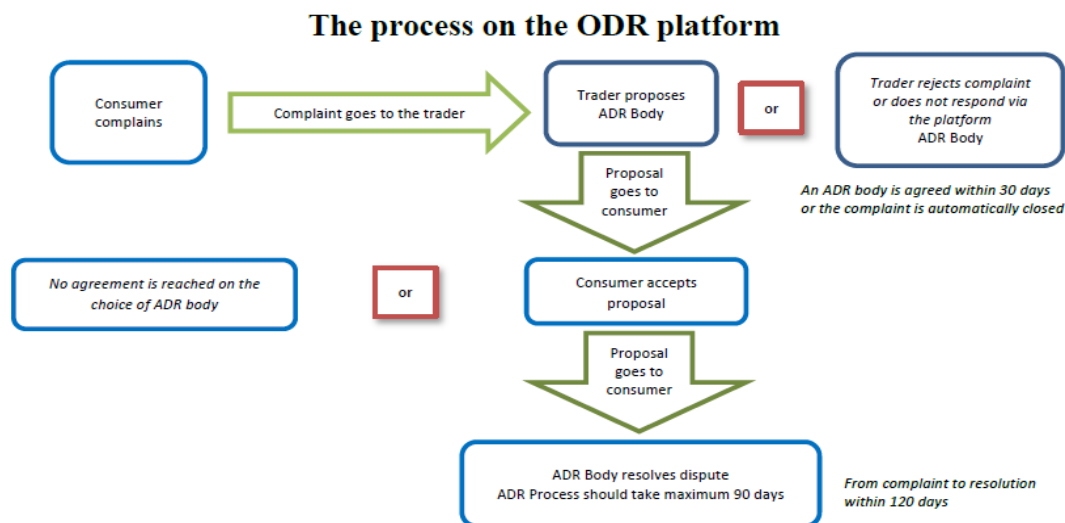 The process on the ODR platform
Consumer
complains
Complaint goes to the trader
Trader proposes
ADR Body
or
Trader rejects complaint
or does not respond via
the platform
ADR Body
Proposal
goes to
consumer
An ADR body is agreed within 30 days
or the complaint is automatically closed
No agreement is reached on the
choice of ADR body
or
Consumer accepts
proposal
Proposal
goes to
consumer
ADR Body resolves dispute
ADR Process should take maximum 90 days
From complaint to resolution
within 120 days